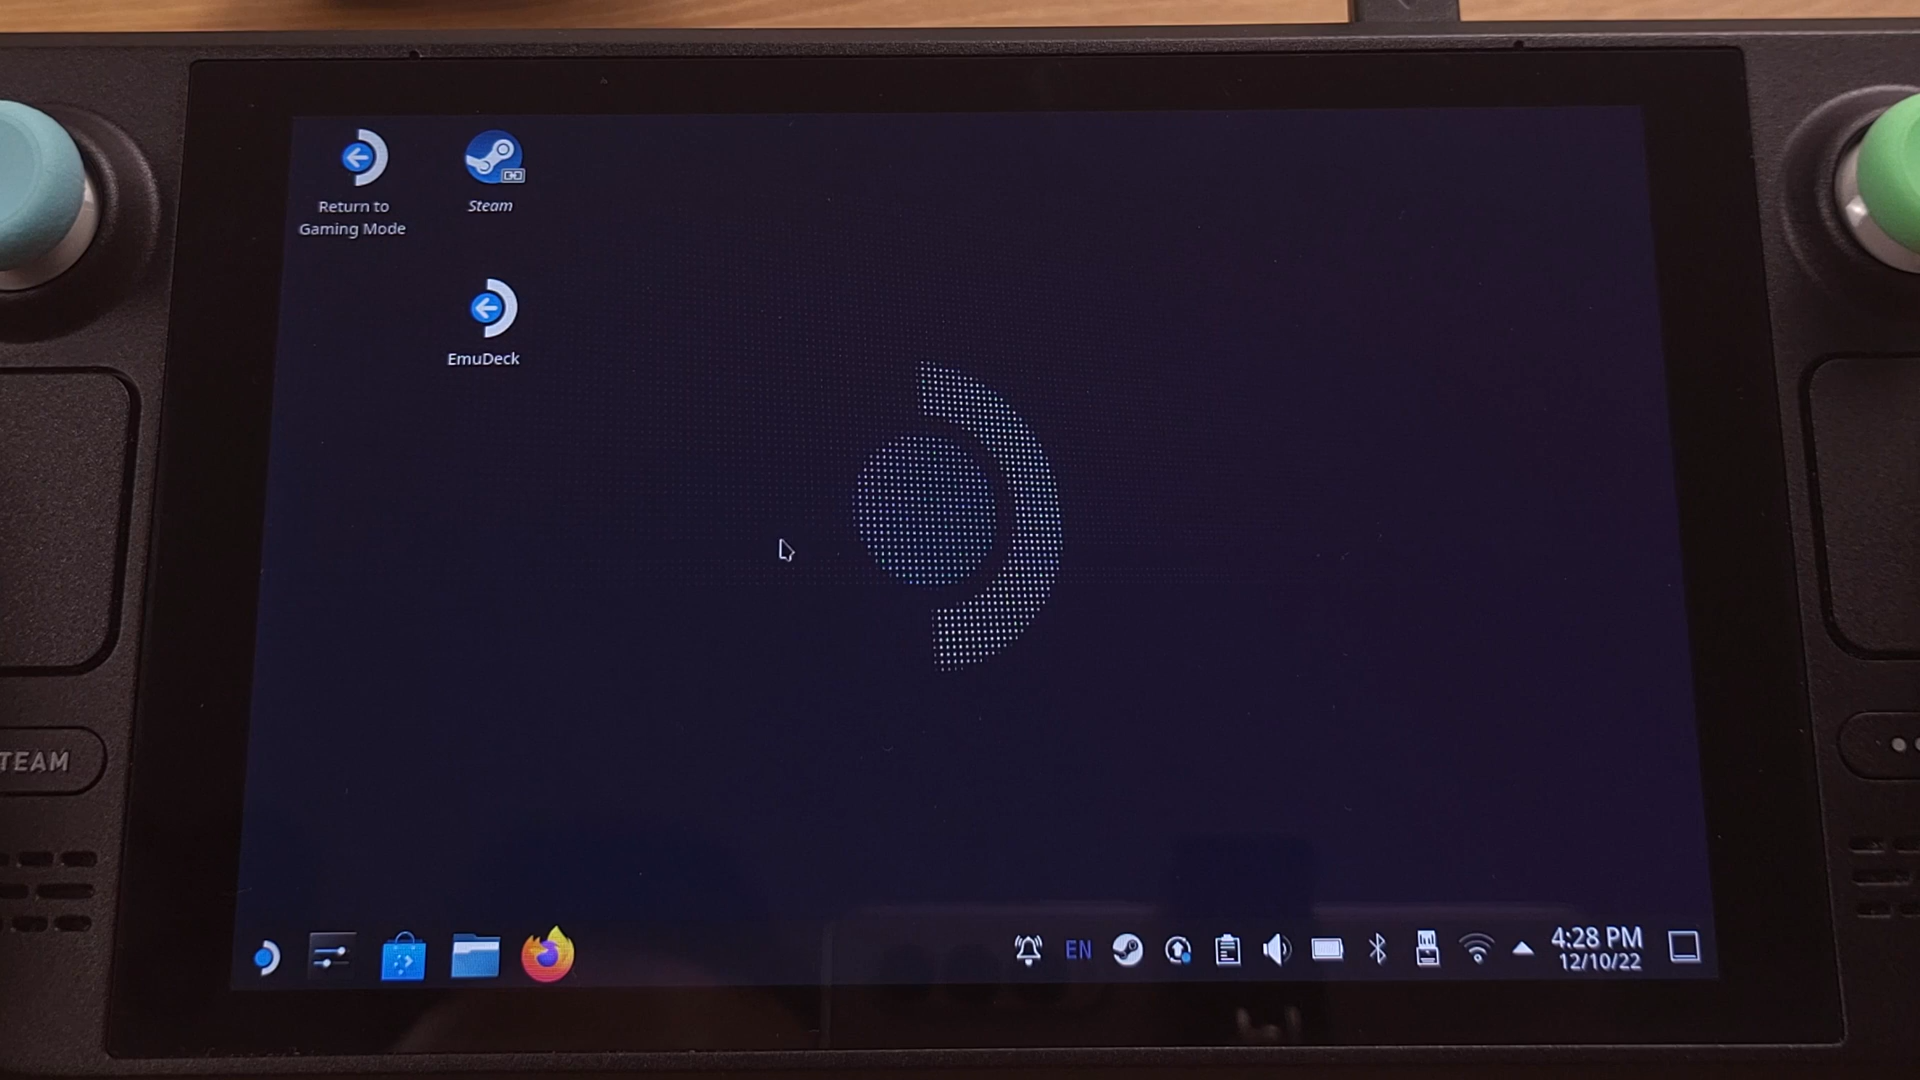 Return to
Gaming Mode
Steam
EmuDeck
TEAM
EN
4:28 PM
12/10/22